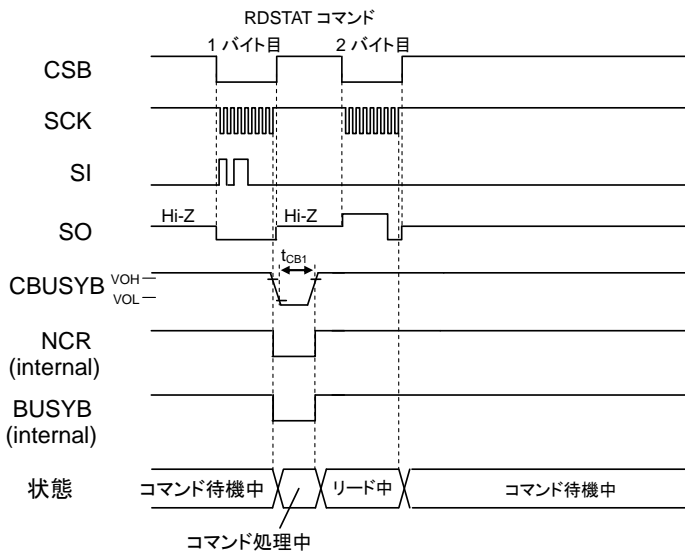 RDSTAT コマンド
1 バイト目
2 バイト目
CSB
SCK
SI
SO
Hi-Z
Hi-Z
tCB1
CBUSYB
VOH
VOL
NCR
(internal)
BUSYB
(internal)
状態
コマンド待機中
リード中
コマンド待機中
コマンド処理中